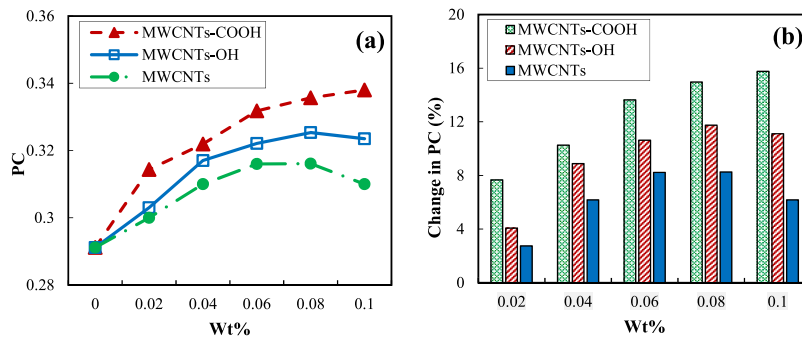 0.36
0.34
0.32
0.3
0.28
PC
MWCNTs-COOH
MWCNTs-OH
MWCNTs
(a)
0 0.02 0.04 0.06 0.08 0.1
Wt%
20
16
12
8
4
0
Change in PC (%)
MWCNTs-COOH
MWCNTs-OH
MWCNTs
(b)
0.02 0.04 0.06 0.08 0.1
Wt%